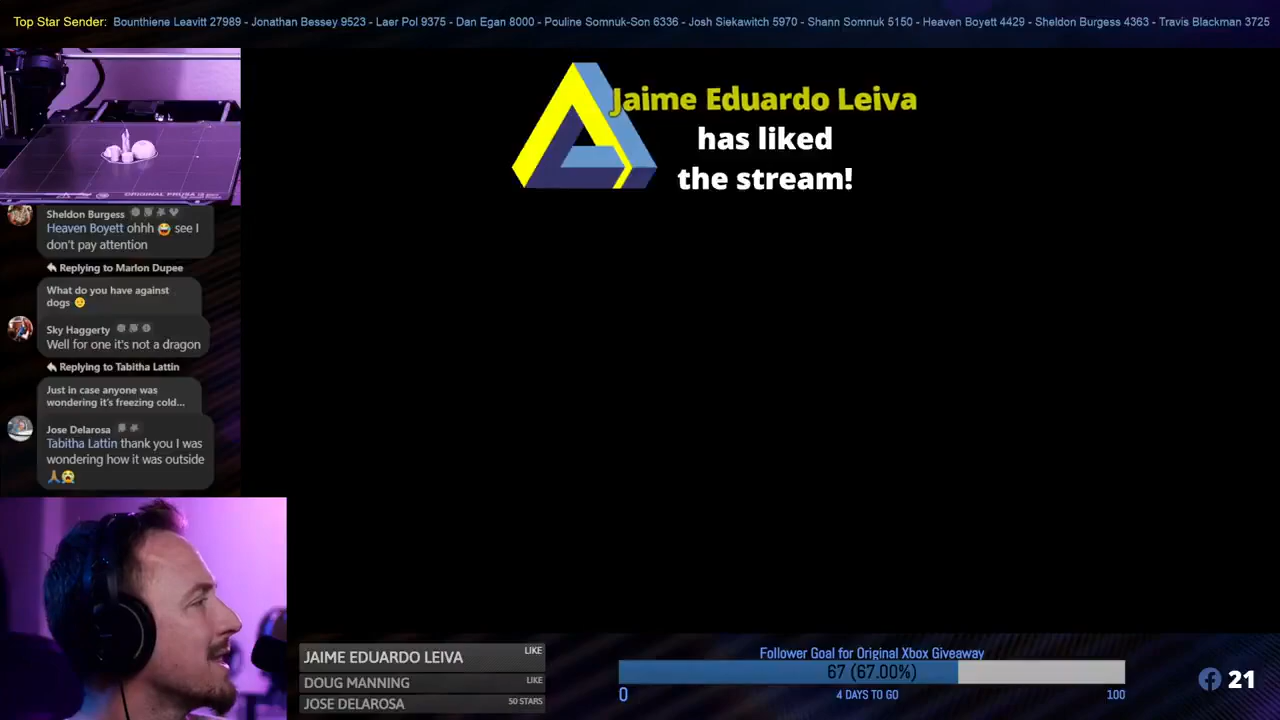 Top Star Sender: Bounthiene Leavitt 27989 - Jonathan Bessey 9523 - Laer Pol 9375 - Dan Egan 8000 - Pouline Somnuk-Son 6336 - Josh Siekawitch 5970 - Shann Somnuk 5150 - Heaven Boyett 4429 - Sheldon Burgess 4363 - Travis Blackman 3725
Jaime Eduardo Leiva
has liked
the stream!
ORIGINAL PRUSA
Sheldon Burgess
Heaven Boyett ohhh 😂 see I
don't pay attention
Replying to Marlon Dupee
What do you have against
dogs
Sky Haggerty
Well for one it's not a dragon
Replying to Tabitha Lattin
Just in case anyone was
wondering it's freezing cold...
Jose Delarosa
Tabitha Lattin thank you I was
wondering how it was outside
🙏😭
JAIME EDUARDO LEIVA LIKE
DOUG MANNING LIKE
JOSE DELAROSA 50 STARS
Follower Goal for Original Xbox Giveaway
67 (67.00%)
0 4 DAYS TO GO 100
21